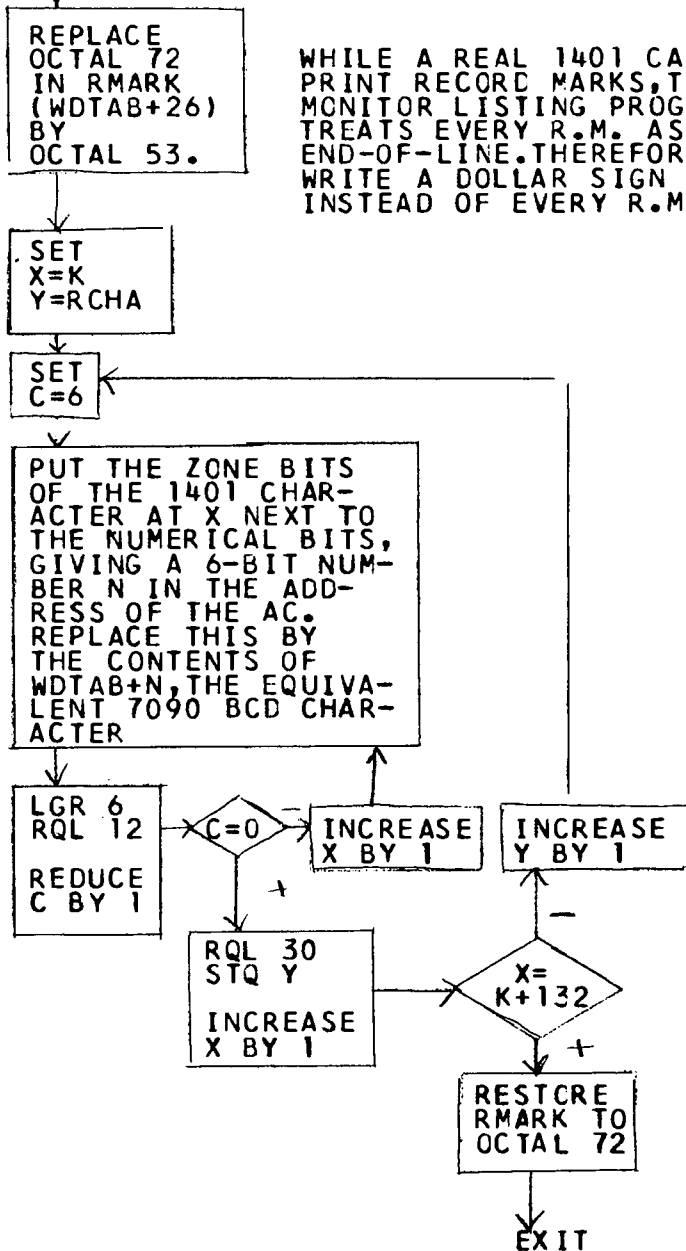 REPLACE
OCTAL 72
IN RMARK
(WDTAB+26)
BY
OCTAL 53.
WHILE A REAL 1401 CA
PRINT RECORD MARKS,T
MONITOR LISTING PROG
TREATS EVERY R.M. AS
END-OF-LINE.THEREFOR
WRITE A DOLLAR SIGN
INSTEAD OF EVERY R.M
SET
X=K
Y=RCHA
SET
C=6
PUT THE ZONE BITS
OF THE 1401 CHAR-
ACTER AT X NEXT TO
THE NUMERICAL BITS,
GIVING A 6-BIT NUM-
BER N IN THE ADD-
RESS OF THE AC.
REPLACE THIS BY
THE CONTENTS OF
WDTAB+N,THE EQUIVA-
LENT 7090 BCD CHAR-
ACTER
LGR 6
RQL 12
REDUCE
C BY 1
C=0
-
+
INCREASE
X BY 1
INCREASE
Y BY 1
RQL 30
STQ Y
INCREASE
X BY 1
X=
K+132
-
+
RESTCRE
RMARK TO
OCTAL 72
EXIT